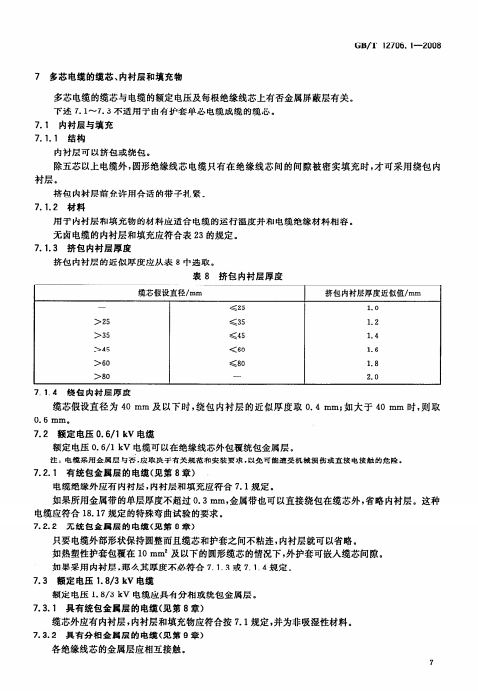 GB/T 12706.1—2008
7 多芯电缆的缆芯、内衬层和填充物
多芯电缆的缆芯与电缆的额定电压及每根绝缘线芯上有否金属屏蔽层有关。
下述 7.1～7.3 不适用于由有护套单芯电缆成缆的缆芯。
7.1 内衬层与填充
7.1.1 结构
内衬层可以挤包或绕包。
除五芯以上电缆外,圆形绝缘线芯电缆只有在绝缘线芯间的间隙被密实填充时,才可采用绕包内
衬层。
挤包内衬层前允许用合适的带子扎紧。
7.1.2 材料
用于内衬层和填充物的材料应适合电缆的运行温度并和电缆绝缘材料相容。
无卤电缆的内衬层和填充应符合表 23 的规定。
7.1.3 挤包内衬层厚度
挤包内衬层的近似厚度应从表 8 中选取。
表 8 挤包内衬层厚度
缆芯假设直径/mm 挤包内衬层厚度近似值/mm
— ≤25 1.0
>25 ≤35 1.2
>35 ≤45 1.4
>45 ≤60 1.6
>60 ≤80 1.8
>80 — 2.0
7.1.4 绕包内衬层厚度
缆芯假设直径为 40 mm 及以下时,绕包内衬层的近似厚度取 0.4 mm;如大于 40 mm 时,则取
0.6 mm。
7.2 额定电压 0.6/1 kV 电缆
额定电压 0.6/1 kV 电缆可以在绝缘线芯外包覆统包金属层。
注:电缆采用金属层与否,应取决于有关规范和安装要求,以免可能遭受机械损伤或直接电接触的危险。
7.2.1 有统包金属层的电缆(见第 8 章)
电缆绝缘外应有内衬层,内衬层和填充应符合 7.1 规定。
如果所用金属带的单层厚度不超过 0.3 mm,金属带也可以直接绕包在缆芯外,省略内衬层。这种
电缆应符合 18.17 规定的特殊弯曲试验的要求。
7.2.2 无统包金属层的电缆(见第 8 章)
只要电缆外部形状保持圆整而且缆芯和护套之间不粘连,内衬层就可以省略。
如热塑性护套包覆在 10 mm² 及以下的圆形缆芯的情况下,外护套可嵌入缆芯间隙。
如果采用内衬层,那么其厚度不必符合 7.1.3 或 7.1.4 规定。
7.3 额定电压 1.8/3 kV 电缆
额定电压 1.8/3 kV 电缆应具有分相或统包金属层。
7.3.1 具有统包金属层的电缆(见第 8 章)
缆芯外应有内衬层,内衬层和填充物应符合按 7.1 规定,并为非吸湿性材料。
7.3.2 具有分相金属层的电缆(见第 9 章)
各绝缘线芯的金属层应相互接触。
7